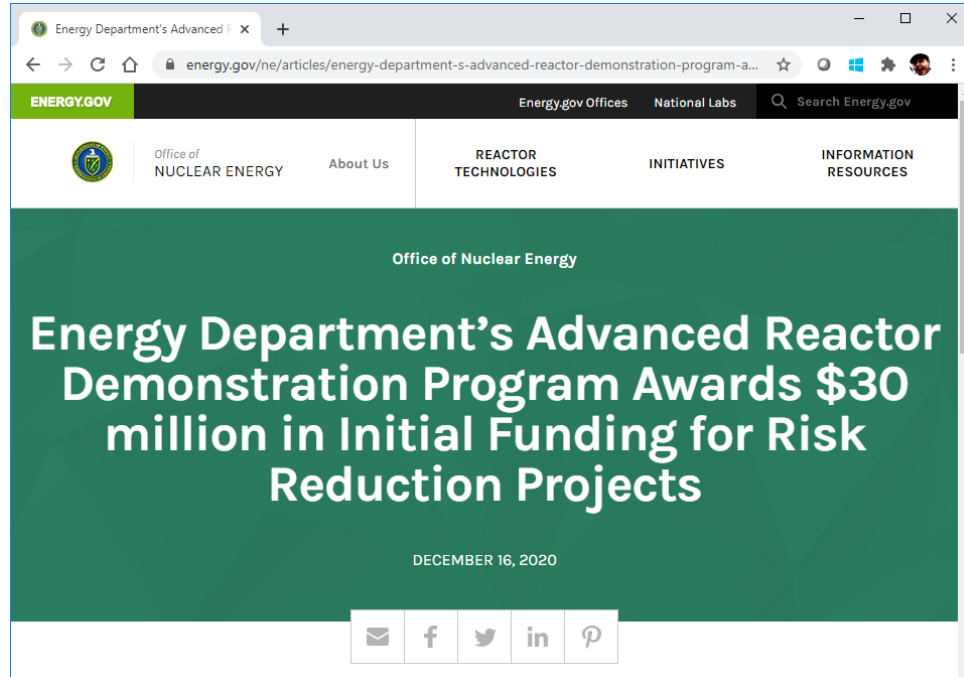 Energy Department's Advanced F
energy.gov/ne/articles/energy-department-s-advanced-reactor-demonstration-program-a...
ENERGY.GOV
Energy.gov Offices National Labs Search Energy.gov
Office of
NUCLEAR ENERGY
About Us
REACTOR
TECHNOLOGIES
INITIATIVES
INFORMATION
RESOURCES
Office of Nuclear Energy
Energy Department’s Advanced Reactor
Demonstration Program Awards $30
million in Initial Funding for Risk
Reduction Projects
DECEMBER 16, 2020